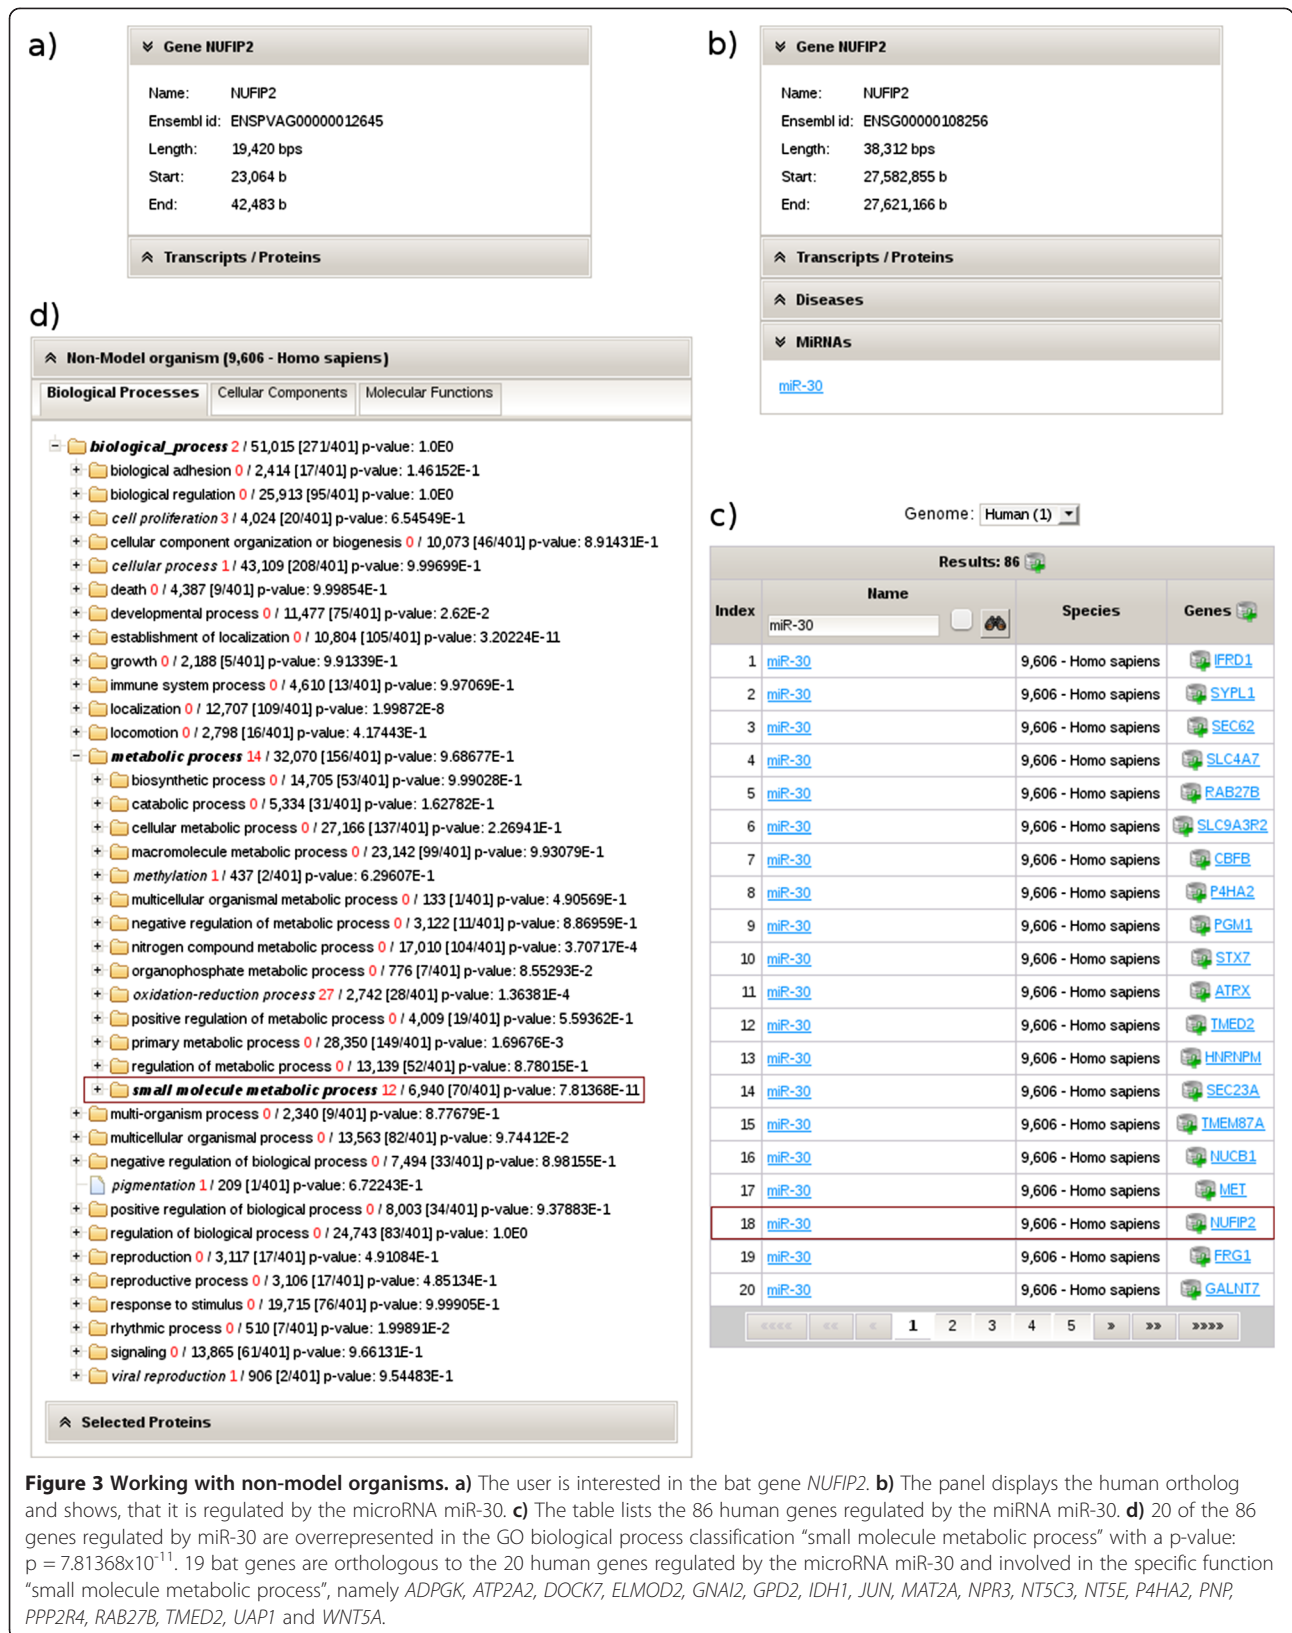 a)
Gene NUFIP2
Name: NUFIP2
Ensembl id: ENSPVAG00000012645
Length: 19,420 bps
Start: 23,064 b
End: 42,483 b
Transcripts / Proteins
b)
Gene NUFIP2
Name: NUFIP2
Ensembl id: ENSG00000108256
Length: 38,312 bps
Start: 27,582,855 b
End: 27,621,166 b
Transcripts / Proteins
Diseases
MiRNAs
miR-30
d)
Non-Model organism (9,606 - Homo sapiens)
Biological Processes Cellular Components Molecular Functions
biological_process 2 / 51,015 [271/401] p-value: 1.0E0
biological adhesion 0 / 2,414 [17/401] p-value: 1.46152E-1
biological regulation 0 / 25,913 [95/401] p-value: 1.0E0
cell proliferation 3 / 4,024 [20/401] p-value: 6.54549E-1
cellular component organization or biogenesis 0 / 10,073 [46/401] p-value: 8.91431E-1
cellular process 1 / 43,109 [208/401] p-value: 9.99699E-1
death 0 / 4,387 [9/401] p-value: 9.99854E-1
developmental process 0 / 11,477 [75/401] p-value: 2.62E-2
establishment of localization 0 / 10,804 [105/401] p-value: 3.20224E-11
growth 0 / 2,188 [5/401] p-value: 9.91339E-1
immune system process 0 / 4,610 [13/401] p-value: 9.97069E-1
localization 0 / 12,707 [109/401] p-value: 1.99872E-8
locomotion 0 / 2,798 [16/401] p-value: 4.17443E-1
metabolic process 14 / 32,070 [156/401] p-value: 9.68677E-1
biosynthetic process 0 / 14,705 [53/401] p-value: 9.99028E-1
catabolic process 0 / 5,334 [31/401] p-value: 1.62782E-1
cellular metabolic process 0 / 27,166 [137/401] p-value: 2.26941E-1
macromolecule metabolic process 0 / 23,142 [99/401] p-value: 9.93079E-1
methylation 1 / 437 [2/401] p-value: 6.29607E-1
multicellular organismal metabolic process 0 / 133 [1/401] p-value: 4.90569E-1
negative regulation of metabolic process 0 / 3,122 [11/401] p-value: 8.86959E-1
nitrogen compound metabolic process 0 / 17,010 [104/401] p-value: 3.70717E-4
organophosphate metabolic process 0 / 776 [7/401] p-value: 8.55293E-2
oxidation-reduction process 27 / 2,742 [28/401] p-value: 1.36381E-4
positive regulation of metabolic process 0 / 4,009 [19/401] p-value: 5.59362E-1
primary metabolic process 0 / 28,350 [149/401] p-value: 1.69676E-3
regulation of metabolic process 0 / 13,139 [52/401] p-value: 8.78015E-1
small molecule metabolic process 12 / 6,940 [70/401] p-value: 7.81368E-11
multi-organism process 0 / 2,340 [9/401] p-value: 8.77679E-1
multicellular organismal process 0 / 13,563 [82/401] p-value: 9.74412E-2
negative regulation of biological process 0 / 7,494 [33/401] p-value: 8.98155E-1
pigmentation 1 / 209 [1/401] p-value: 6.72243E-1
positive regulation of biological process 0 / 8,003 [34/401] p-value: 9.37883E-1
regulation of biological process 0 / 24,743 [83/401] p-value: 1.0E0
reproduction 0 / 3,117 [17/401] p-value: 4.91084E-1
reproductive process 0 / 3,106 [17/401] p-value: 4.85134E-1
response to stimulus 0 / 19,715 [76/401] p-value: 9.99905E-1
rhythmic process 0 / 510 [7/401] p-value: 1.99891E-2
signaling 0 / 13,865 [61/401] p-value: 9.66131E-1
viral reproduction 1 / 906 [2/401] p-value: 9.54483E-1
Selected Proteins
c)
Genome: Human (1)
Results: 86
Index Name Species Genes
miR-30
1 miR-30 9,606 - Homo sapiens IFRD1
2 miR-30 9,606 - Homo sapiens SYPL1
3 miR-30 9,606 - Homo sapiens SEC62
4 miR-30 9,606 - Homo sapiens SLC4A7
5 miR-30 9,606 - Homo sapiens RAB27B
6 miR-30 9,606 - Homo sapiens SLC9A3R2
7 miR-30 9,606 - Homo sapiens CBFB
8 miR-30 9,606 - Homo sapiens P4HA2
9 miR-30 9,606 - Homo sapiens PGM1
10 miR-30 9,606 - Homo sapiens STX7
11 miR-30 9,606 - Homo sapiens ATRX
12 miR-30 9,606 - Homo sapiens TMED2
13 miR-30 9,606 - Homo sapiens HNRNPM
14 miR-30 9,606 - Homo sapiens SEC23A
15 miR-30 9,606 - Homo sapiens TMEM87A
16 miR-30 9,606 - Homo sapiens NUCB1
17 miR-30 9,606 - Homo sapiens MET
18 miR-30 9,606 - Homo sapiens NUFIP2
19 miR-30 9,606 - Homo sapiens FRG1
20 miR-30 9,606 - Homo sapiens GALNT7
«««« «« « 1 2 3 4 5 » »» »»»»
Figure 3 Working with non-model organisms. a) The user is interested in the bat gene NUFIP2. b) The panel displays the human ortholog
and shows, that it is regulated by the microRNA miR-30. c) The table lists the 86 human genes regulated by the miRNA miR-30. d) 20 of the 86
genes regulated by miR-30 are overrepresented in the GO biological process classification “small molecule metabolic process” with a p-value:
p = 7.81368x10⁻¹¹. 19 bat genes are orthologous to the 20 human genes regulated by the microRNA miR-30 and involved in the specific function
“small molecule metabolic process”, namely ADPGK, ATP2A2, DOCK7, ELMOD2, GNAI2, GPD2, IDH1, JUN, MAT2A, NPR3, NT5C3, NT5E, P4HA2, PNP,
PPP2R4, RAB27B, TMED2, UAP1 and WNT5A.